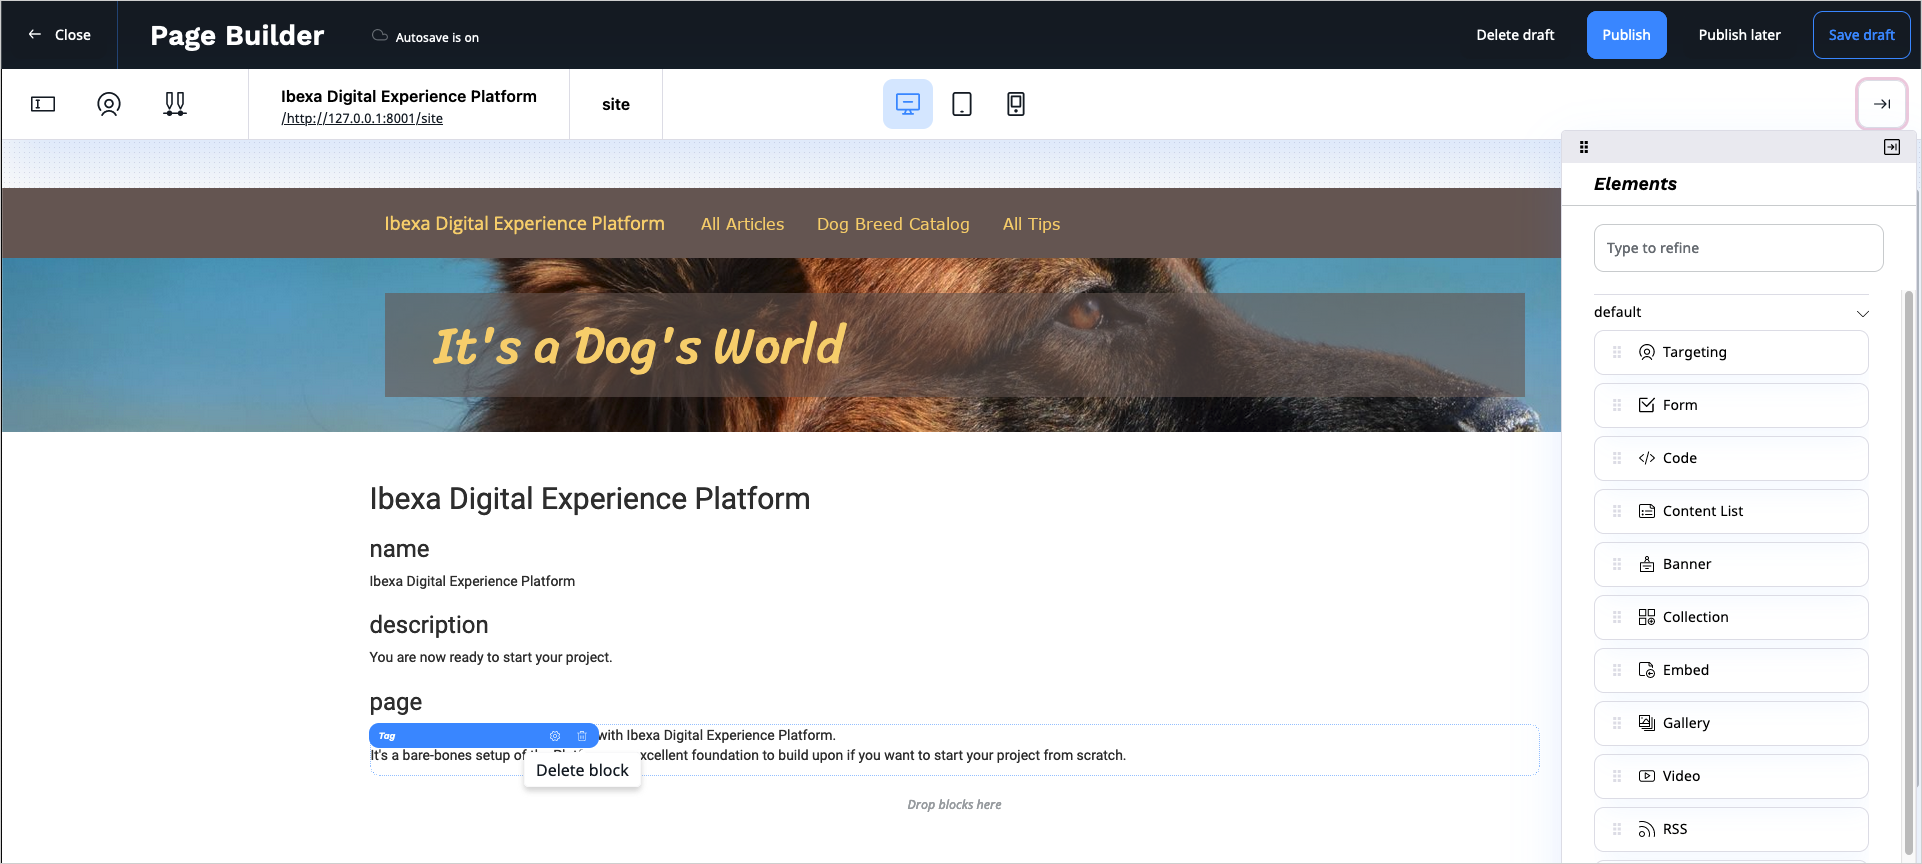 Close
Page Builder
Autosave is on
Delete draft
Publish
Publish later
Save draft
Ibexa Digital Experience Platform
/http://127.0.0.1:8001/site
site
Elements
Type to refine
default
Targeting
Form
Code
Content List
Banner
Collection
Embed
Gallery
Video
RSS
Ibexa Digital Experience Platform
All Articles
Dog Breed Catalog
All Tips
It's a Dog's World
Ibexa Digital Experience Platform
name
Ibexa Digital Experience Platform
description
You are now ready to start your project.
page
Tag
with Ibexa Digital Experience Platform.
It's a bare-bones setup of the xcellent foundation to build upon if you want to start your project from scratch.
Delete block
Drop blocks here